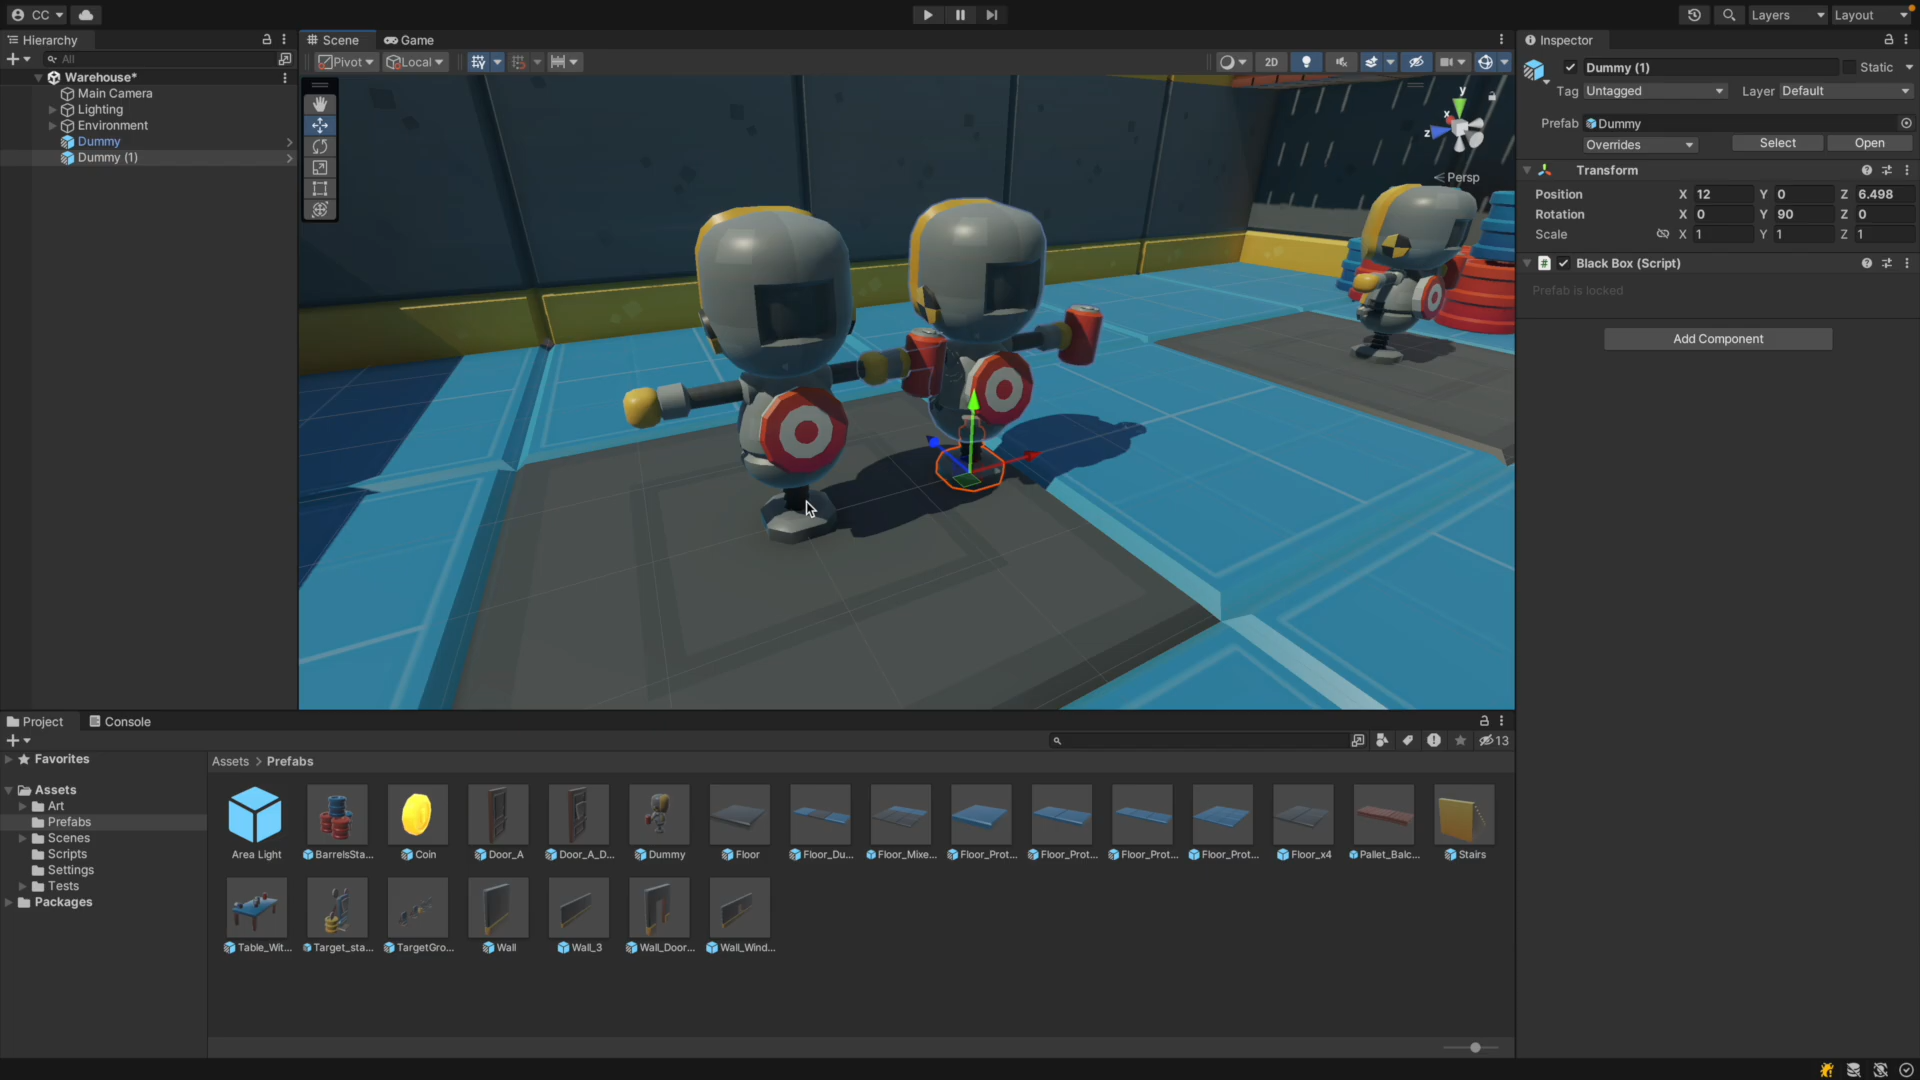 CC
Layers
Layout
Hierarchy
All
Warehouse*
Main Camera
Lighting
Environment
Dummy
Dummy (1)
Scene
Game
Pivot
Local
2D
y
x
z
Persp
Inspector
Dummy (1)
Static
Tag Untagged Layer Default
Prefab Dummy
Overrides Select Open
Transform
Position X 12 Y 0 Z 6.498
Rotation X 0 Y 90 Z 0
Scale X 1 Y 1 Z 1
# Black Box (Script)
Prefab is locked
Add Component
Project
Console
13
Favorites
Assets
Art
Prefabs
Scenes
Scripts
Settings
Tests
Packages
Assets > Prefabs
Area Light BarrelsSta... Coin Door_A Door_A_D... Dummy Floor Floor_Du... Floor_Mixe... Floor_Prot... Floor_Prot... Floor_Prot... Floor_Prot... Floor_x4 Pallet_Balc... Stairs
Table_Wit... Target_sta... TargetGro... Wall Wall_3 Wall_Door... Wall_Wind...